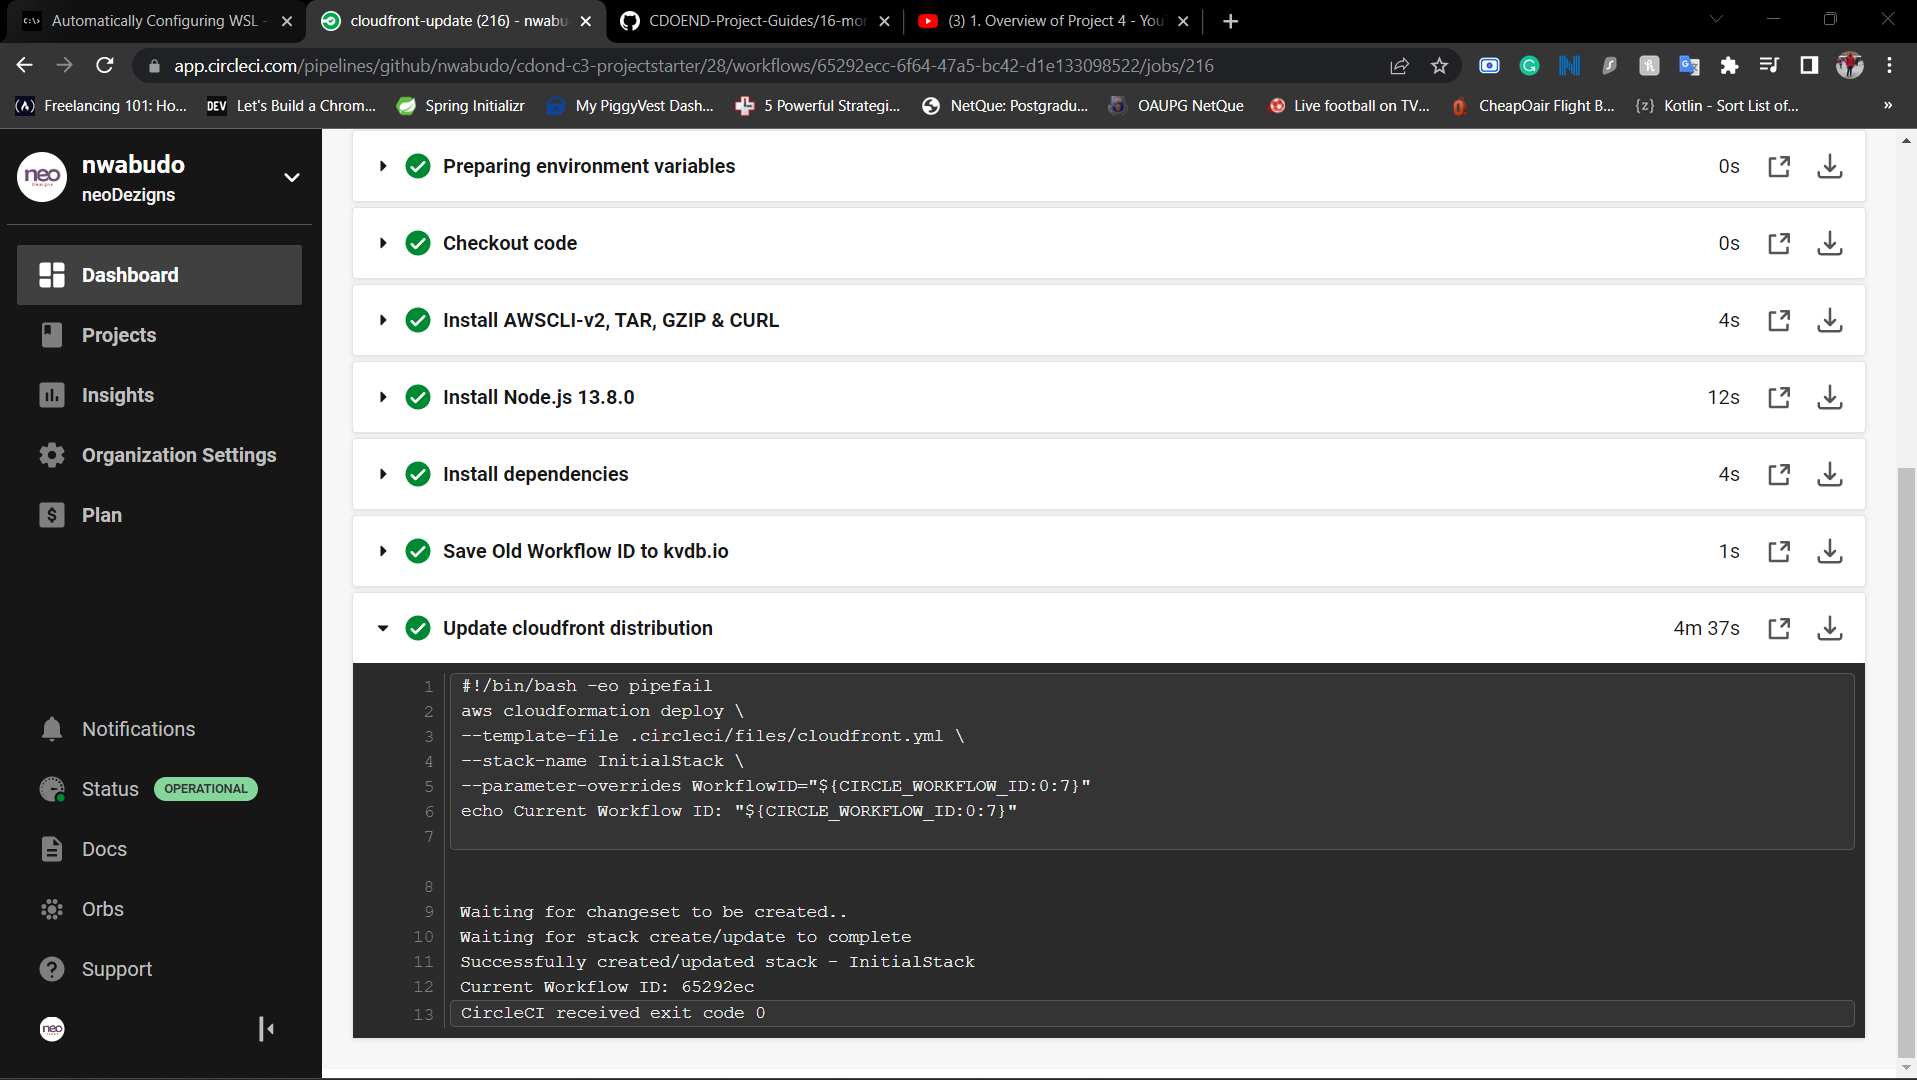 Automatically Configuring WSL -
cloudfront-update (216) - nwabu
CDOEND-Project-Guides/16-mor
(3) 1. Overview of Project 4 - You
app.circleci.com/pipelines/github/nwabudo/cdond-c3-projectstarter/28/workflows/65292ecc-6f64-47a5-bc42-d1e133098522/jobs/216
Freelancing 101: Ho...
DEV Let's Build a Chrom...
Spring Initializr
My PiggyVest Dash...
5 Powerful Strategi...
NetQue: Postgradu...
OAUPG NetQue
Live football on TV...
CheapOair Flight B...
{z} Kotlin - Sort List of...
»
neo
nwabudo
neoDezigns
Dashboard
Projects
Insights
Organization Settings
Plan
Notifications
Status OPERATIONAL
Docs
Orbs
Support
neo
Preparing environment variables 0s
Checkout code 0s
Install AWSCLI-v2, TAR, GZIP & CURL 4s
Install Node.js 13.8.0 12s
Install dependencies 4s
Save Old Workflow ID to kvdb.io 1s
Update cloudfront distribution 4m 37s
1 #!/bin/bash -eo pipefail
2 aws cloudformation deploy \
3 --template-file .circleci/files/cloudfront.yml \
4 --stack-name InitialStack \
5 --parameter-overrides WorkflowID="${CIRCLE_WORKFLOW_ID:0:7}"
6 echo Current Workflow ID: "${CIRCLE_WORKFLOW_ID:0:7}"
7
8
9 Waiting for changeset to be created..
10 Waiting for stack create/update to complete
11 Successfully created/updated stack - InitialStack
12 Current Workflow ID: 65292ec
13 CircleCI received exit code 0